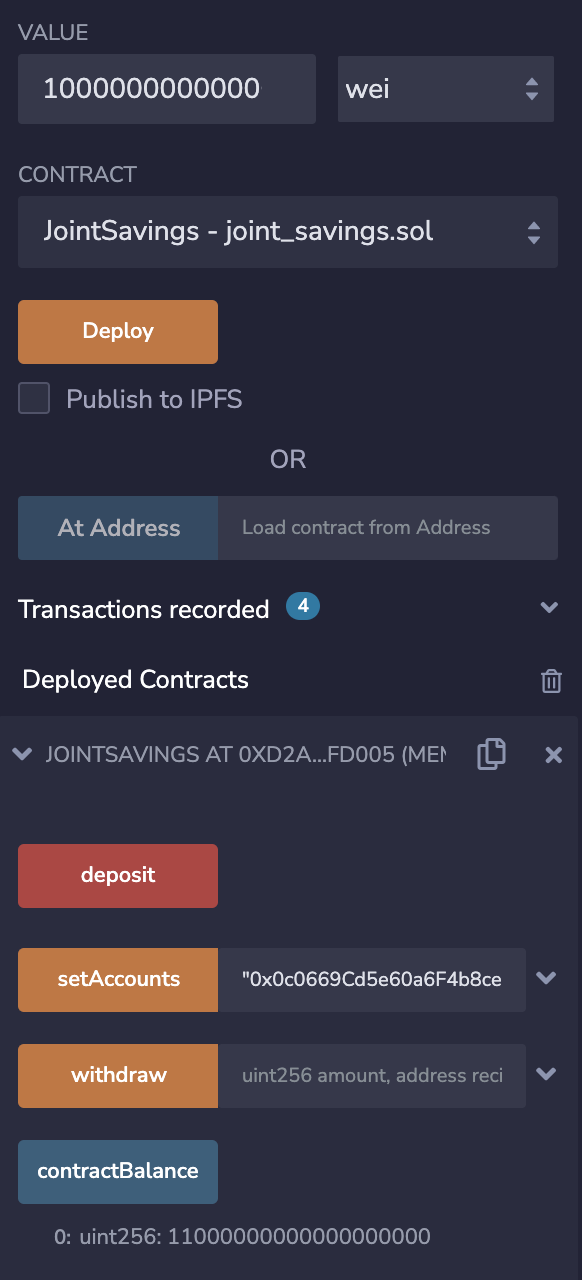 VALUE
1000000000000
wei
CONTRACT
JointSavings - joint_savings.sol
Deploy
Publish to IPFS
OR
At Address
Load contract from Address
Transactions recorded 4
Deployed Contracts
JOINTSAVINGS AT 0XD2A...FD005 (MEM
deposit
setAccounts
"0x0c0669Cd5e60a6F4b8ce
withdraw
uint256 amount, address reci
contractBalance
0: uint256: 11000000000000000000